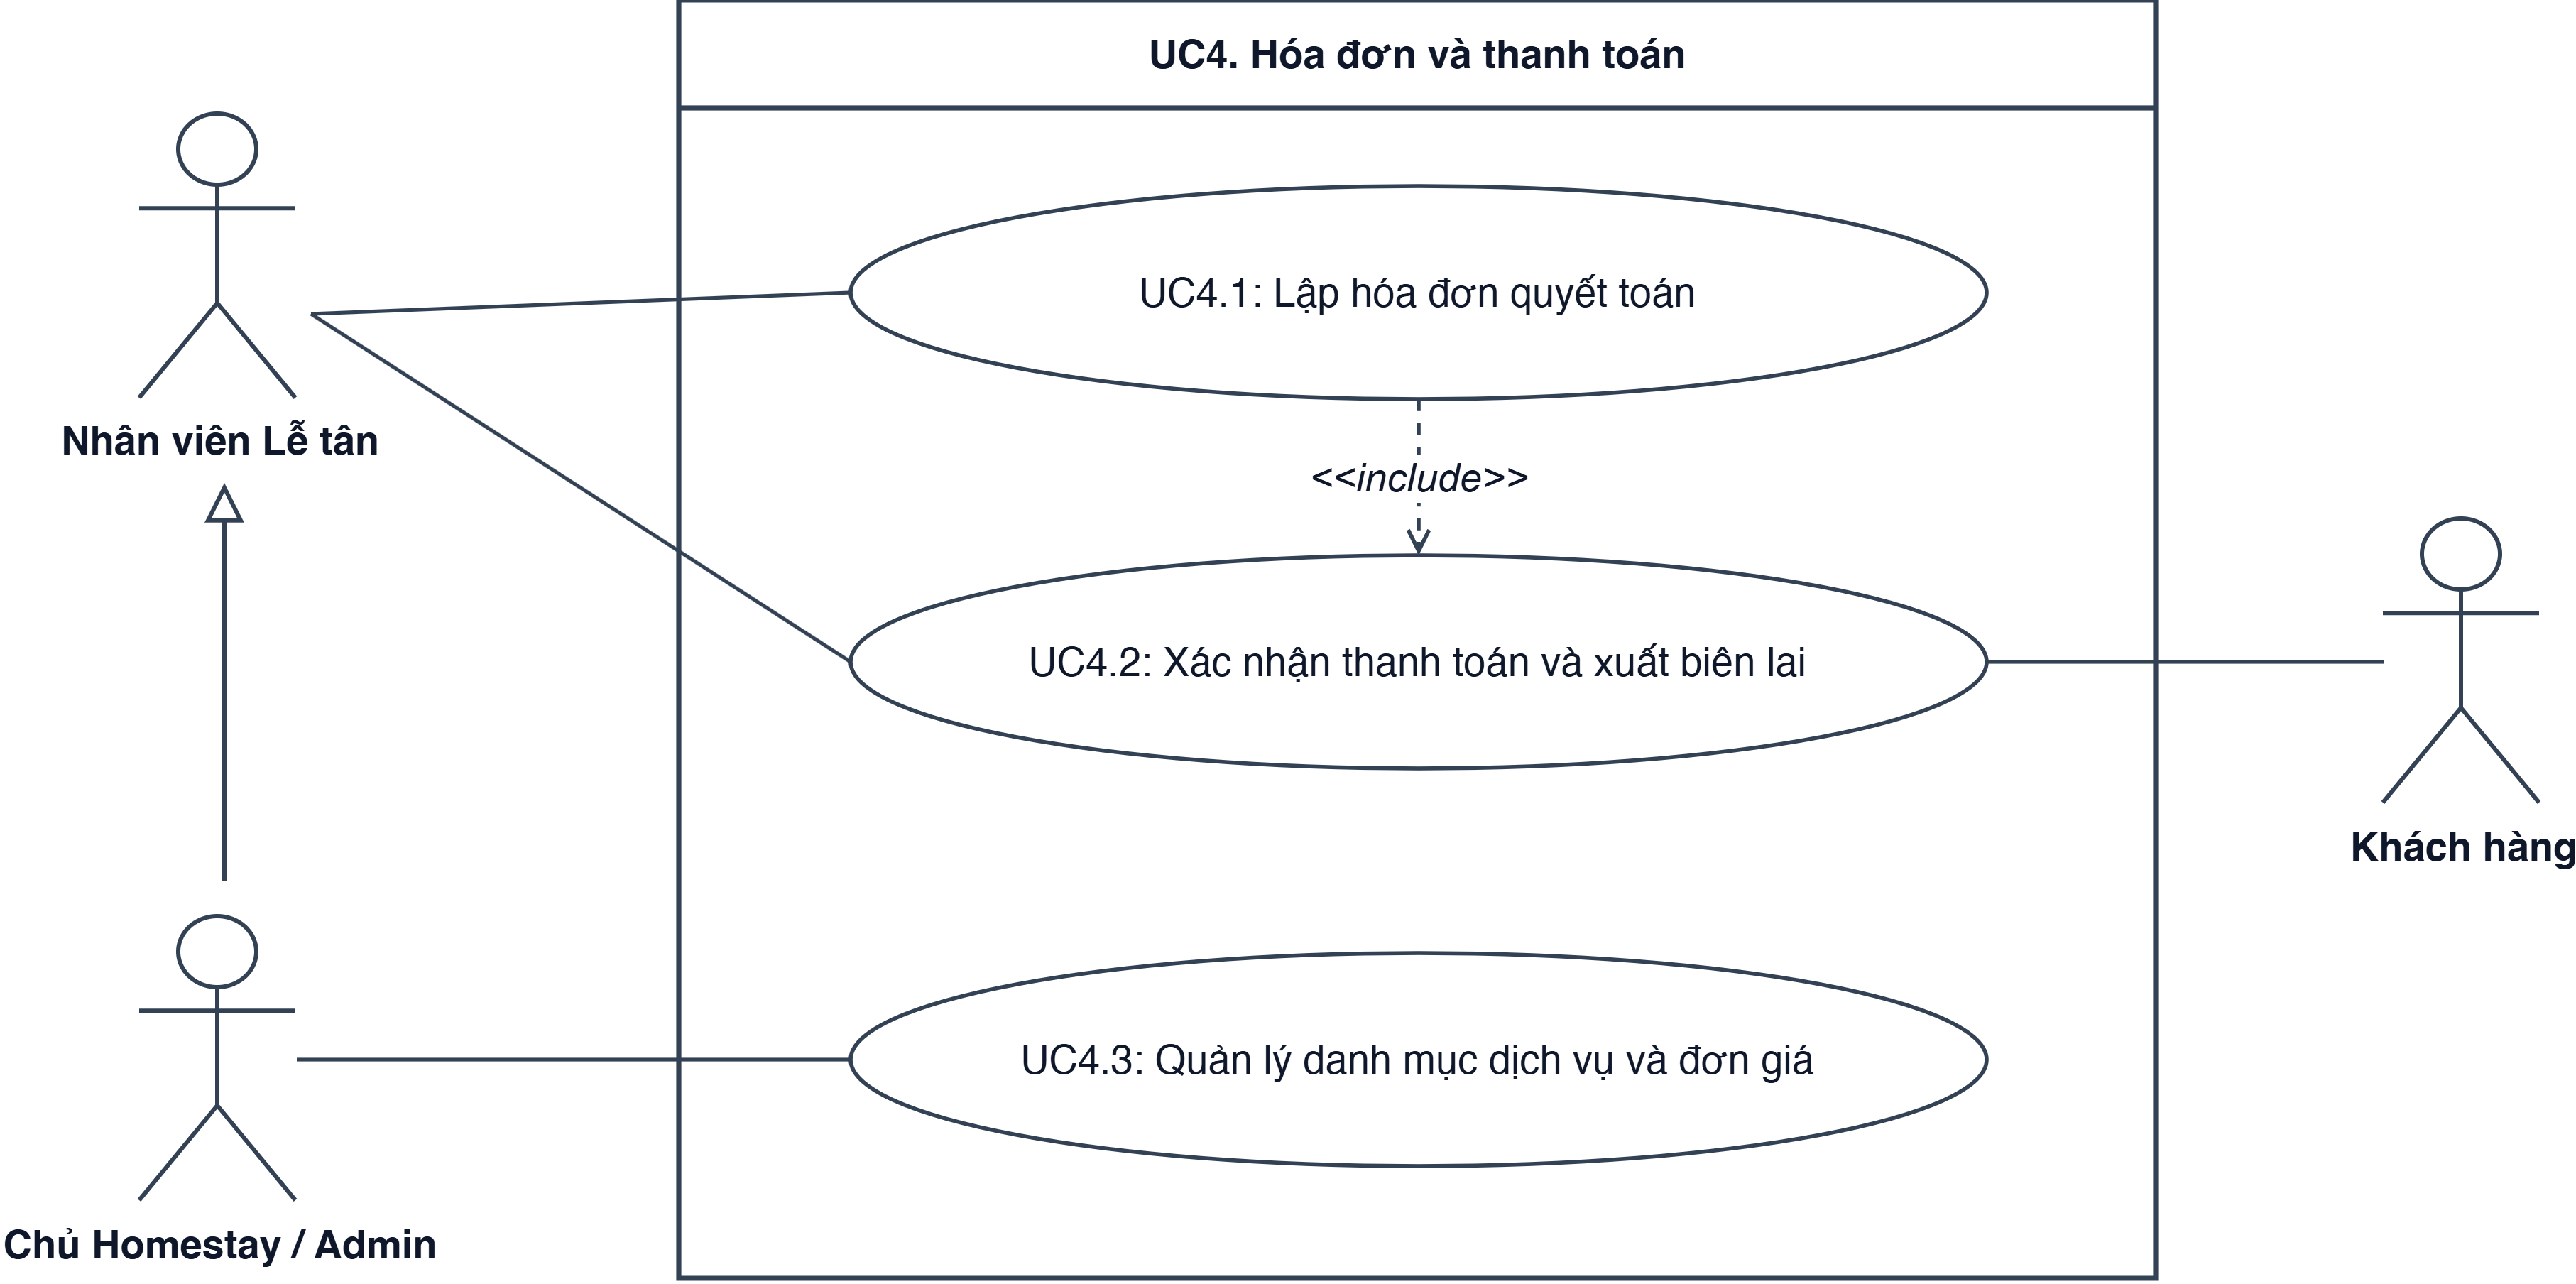 UC4. Hóa đơn và thanh toán
UC4.1: Lập hóa đơn quyết toán
Nhân viên Lễ tân
<<include>>
UC4.2: Xác nhận thanh toán và xuất biên lai
Khách hàng
UC4.3: Quản lý danh mục dịch vụ và đơn giá
Chủ Homestay / Admin